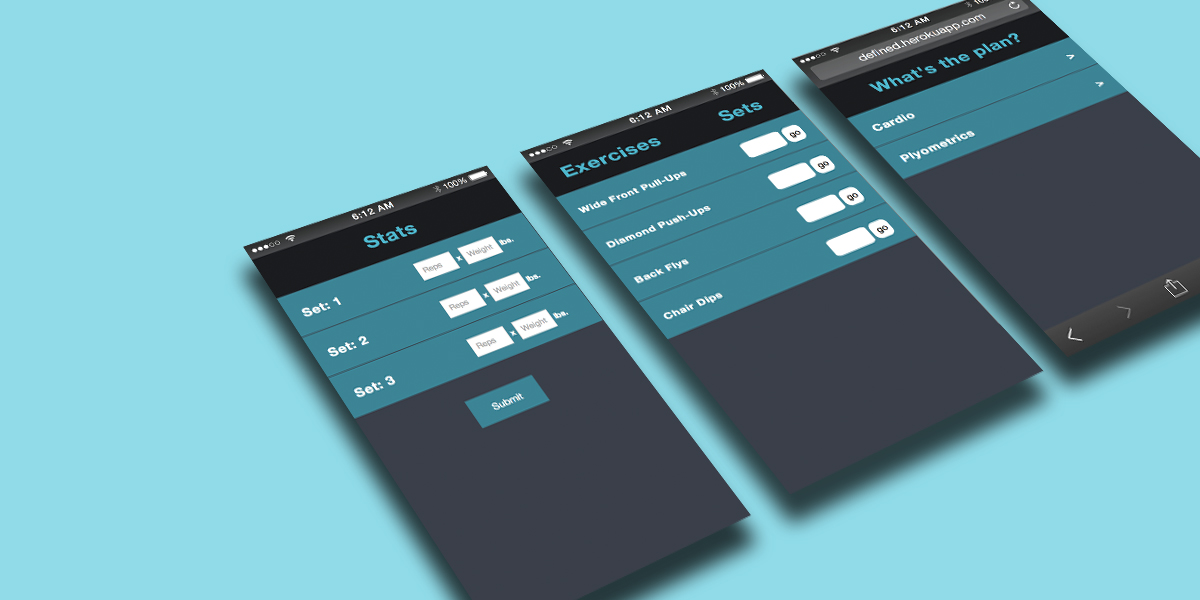 6:12 AM
100%
Stats
Set: 1
Reps x Weight lbs.
Set: 2
Reps x Weight lbs.
Set: 3
Reps x Weight lbs.
Submit
6:12 AM
100%
Exercises Sets
Wide Front Pull-Ups go
Diamond Push-Ups go
Back Flys go
Chair Dips go
6:12 AM
defined.herokuapp.com
What's the plan?
Cardio >
Plyometrics >